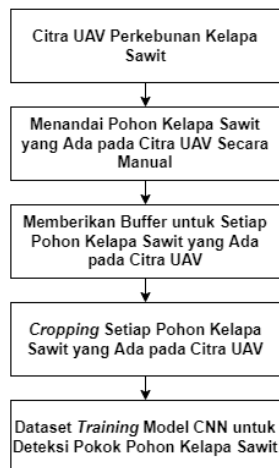 Citra UAV Perkebunan Kelapa
Sawit
Menandai Pohon Kelapa Sawit
yang Ada pada Citra UAV Secara
Manual
Memberikan Buffer untuk Setiap
Pohon Kelapa Sawit yang Ada
pada Citra UAV
Cropping Setiap Pohon Kelapa
Sawit yang Ada pada Citra UAV
Dataset Training Model CNN untuk
Deteksi Pokok Pohon Kelapa Sawit